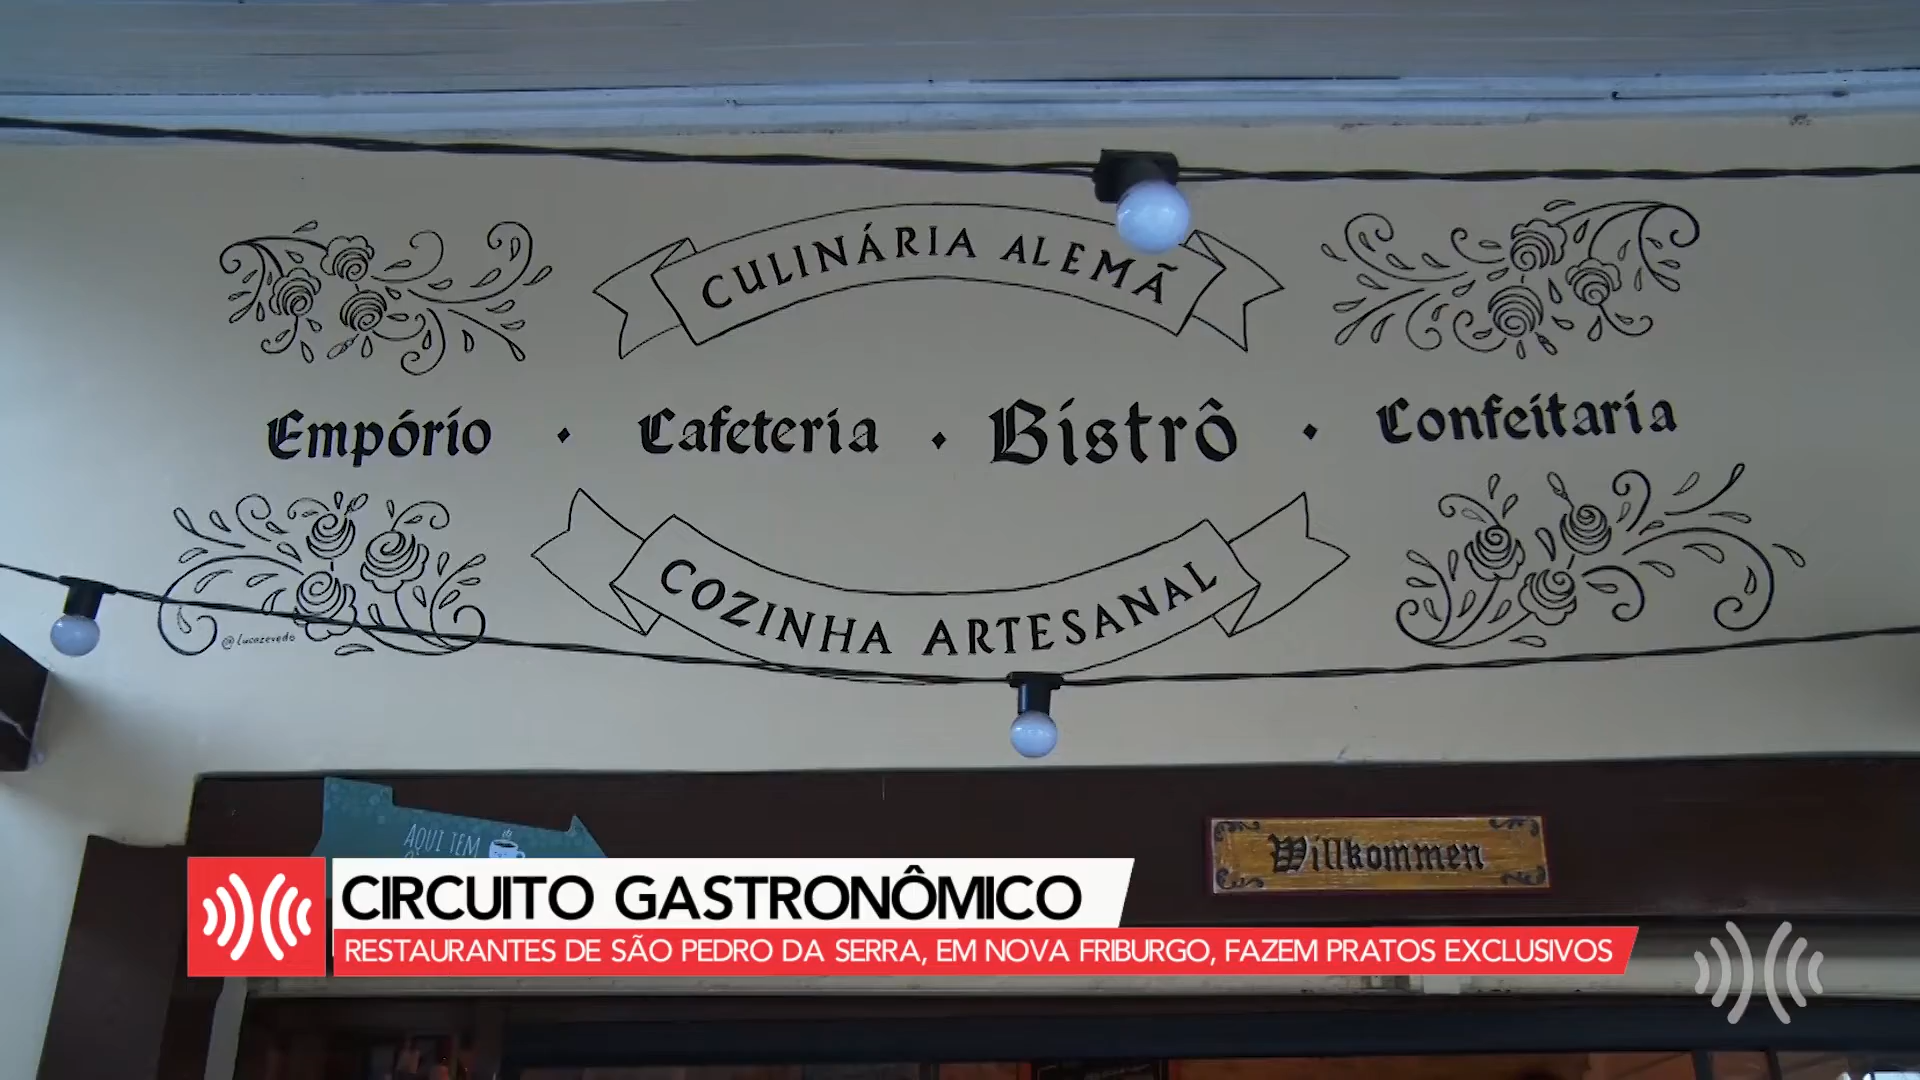 CULINÁRIA ALEMÃ
Empório · Cafeteria · Bistrô · Confeitaria
COZINHA ARTESANAL
@lucazevedo
AQUI TEM
Willkommen
CIRCUITO GASTRONÔMICO
RESTAURANTES DE SÃO PEDRO DA SERRA, EM NOVA FRIBURGO, FAZEM PRATOS EXCLUSIVOS